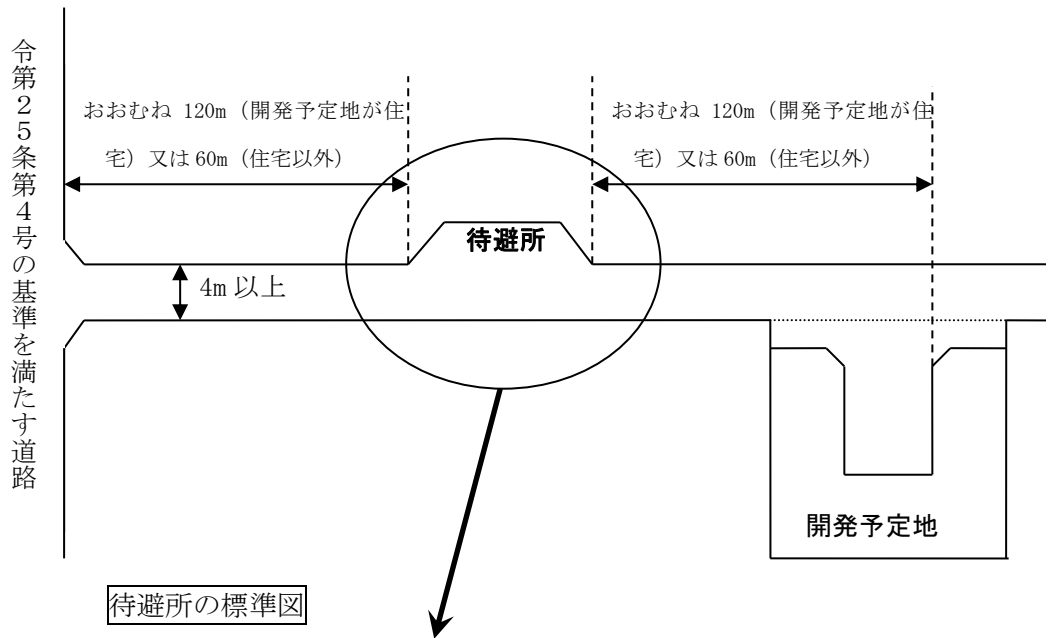 令第２５条第４号の基準を満たす道路
おおむね 120m（開発予定地が住
宅）又は 60m（住宅以外）
おおむね 120m（開発予定地が住
宅）又は 60m（住宅以外）
待避所
4m 以上
開発予定地
待避所の標準図